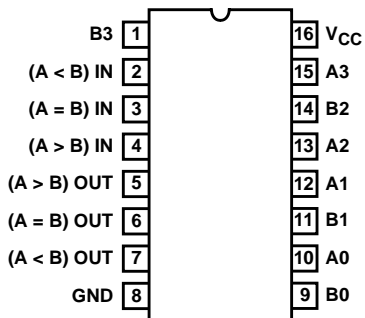 B3 1 16 VCC
(A < B) IN 2 15 A3
(A = B) IN 3 14 B2
(A > B) IN 4 13 A2
(A > B) OUT 5 12 A1
(A = B) OUT 6 11 B1
(A < B) OUT 7 10 A0
GND 8 9 B0